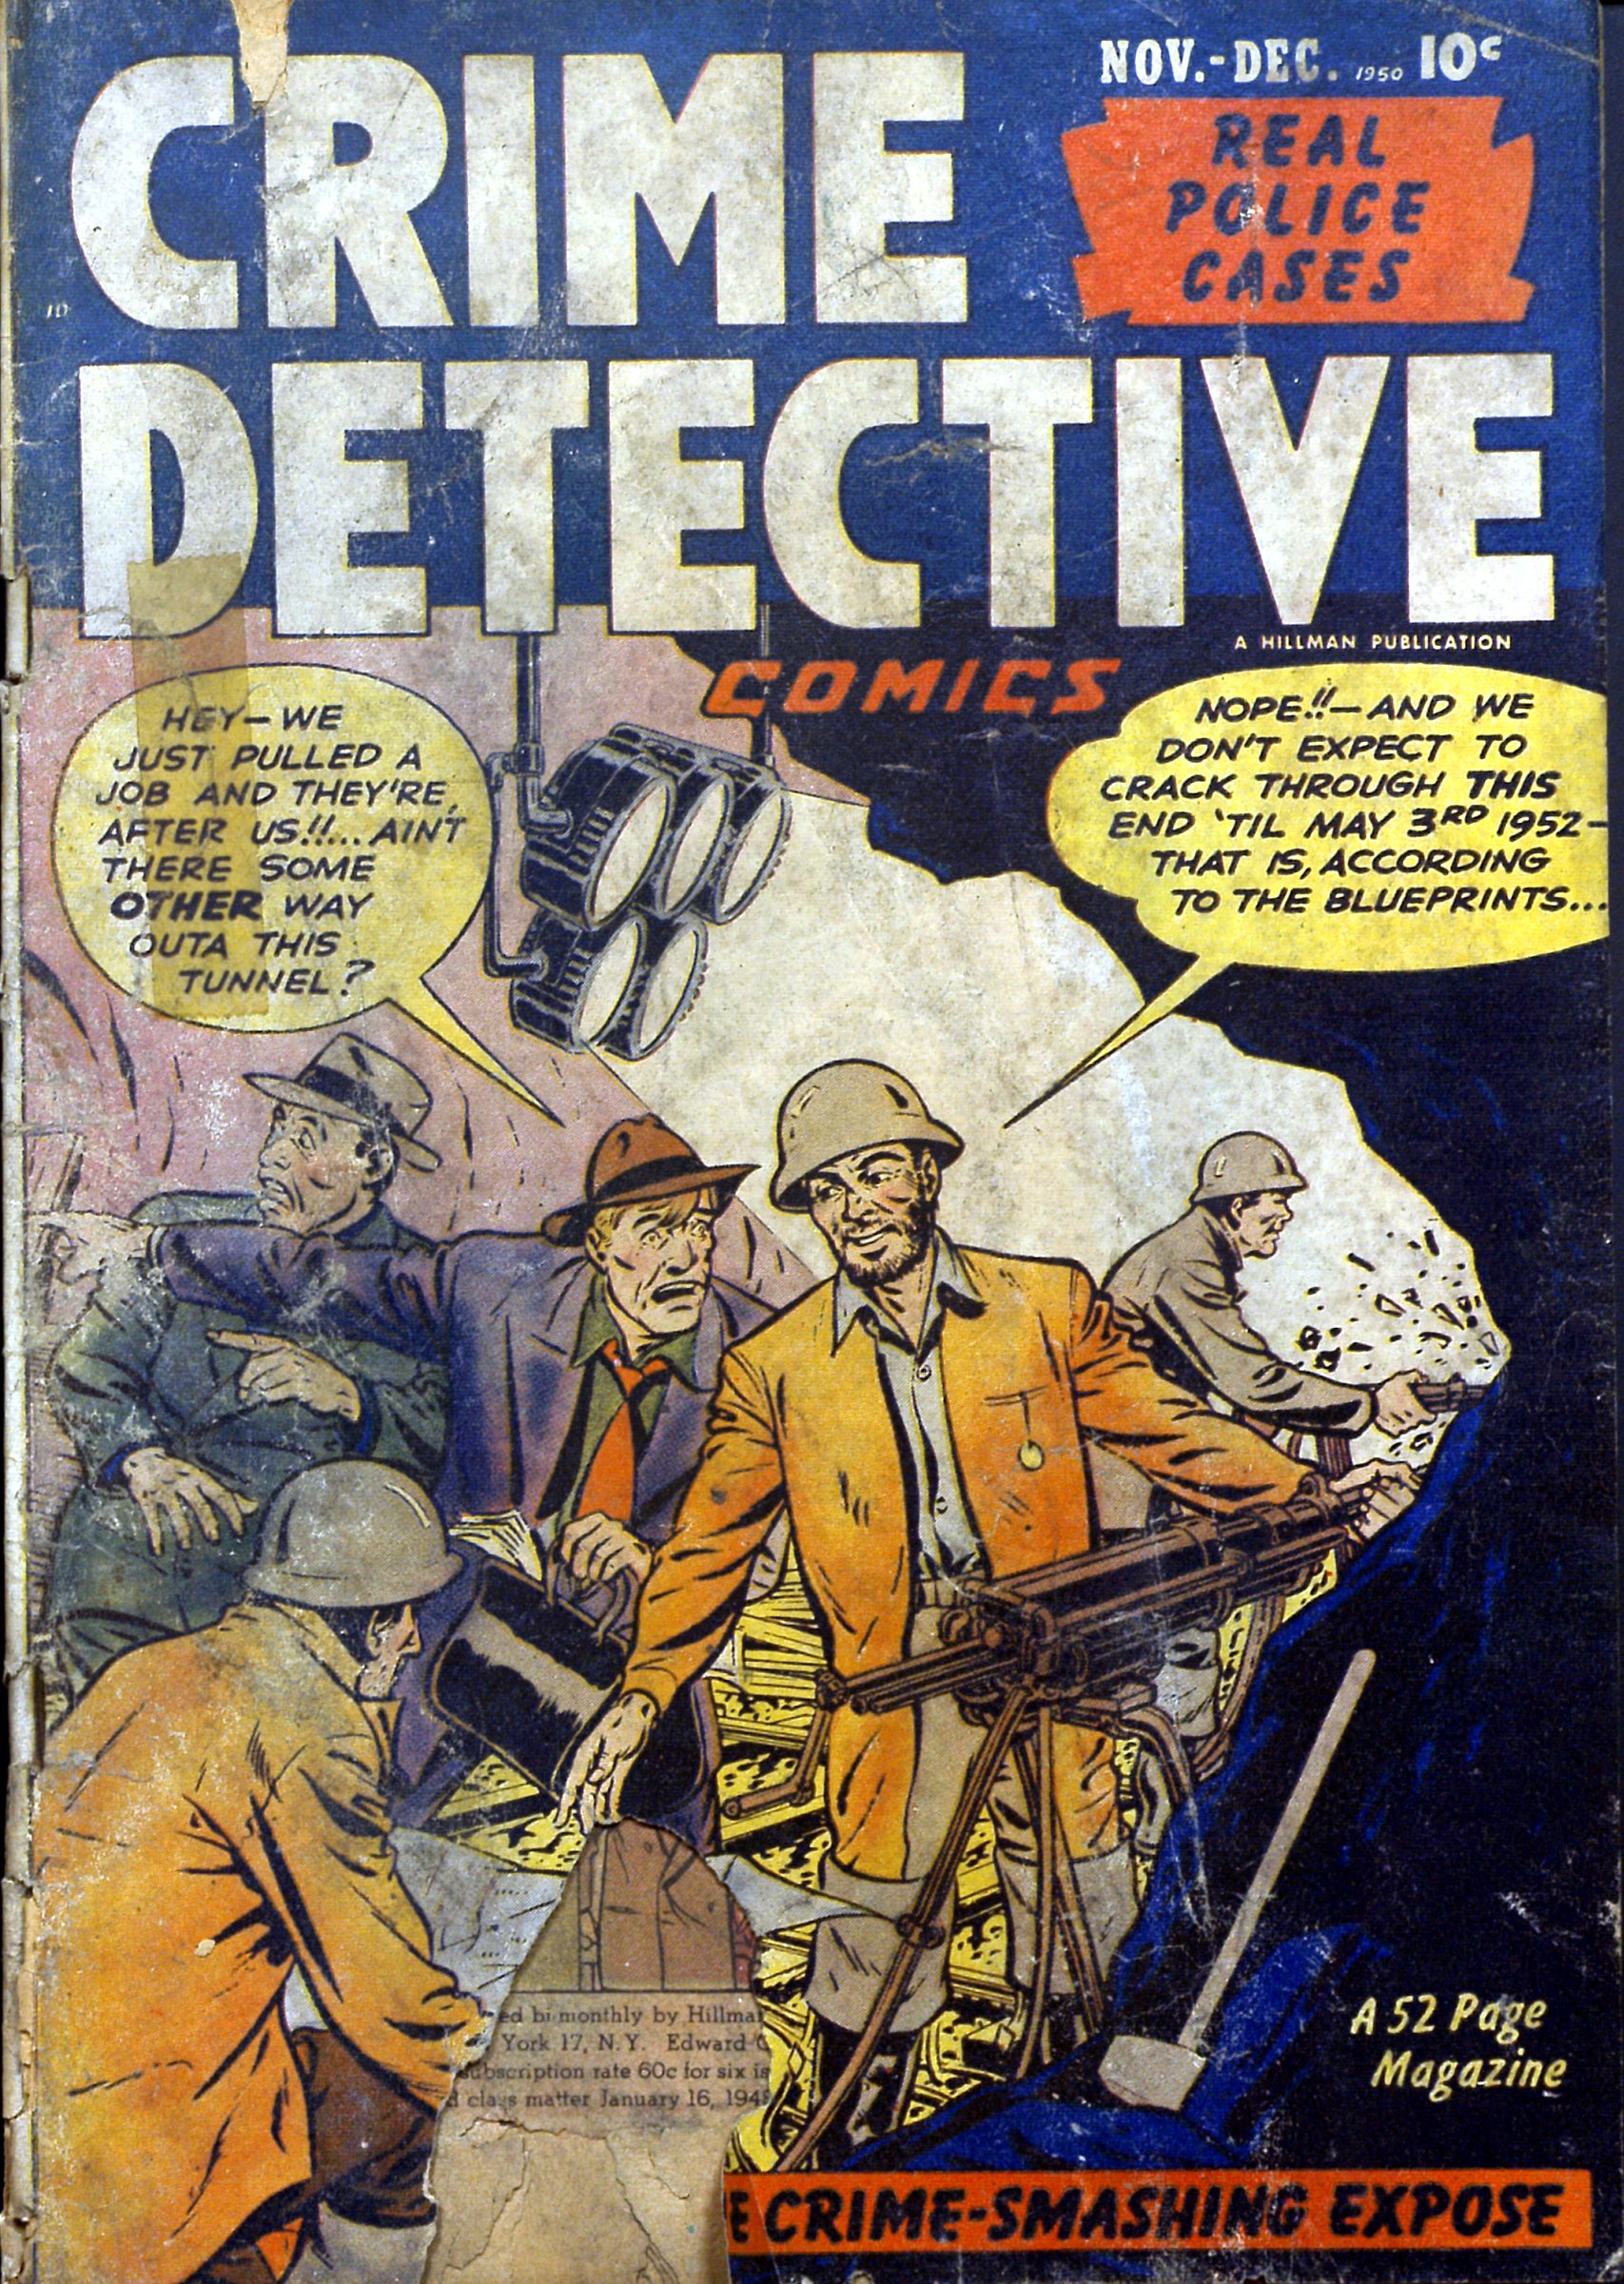 CRIME
DETECTIVE
COMICS
NOV.-DEC. 1950 10c
REAL
POLICE
CASES
A HILLMAN PUBLICATION
HEY—WE
JUST PULLED A
JOB AND THEY'RE
AFTER US!!...AIN'T
THERE SOME
OTHER WAY
OUTA THIS
TUNNEL?
NOPE!!—AND WE
DON'T EXPECT TO
CRACK THROUGH THIS
END 'TIL MAY 3RD 1952—
THAT IS, ACCORDING
TO THE BLUEPRINTS...
bi-monthly by
York 17, N.Y. Edward
subscription rate 60c for six
class matter January 16,
A 52 Page
Magazine
CRIME-SMASHING EXPOSE